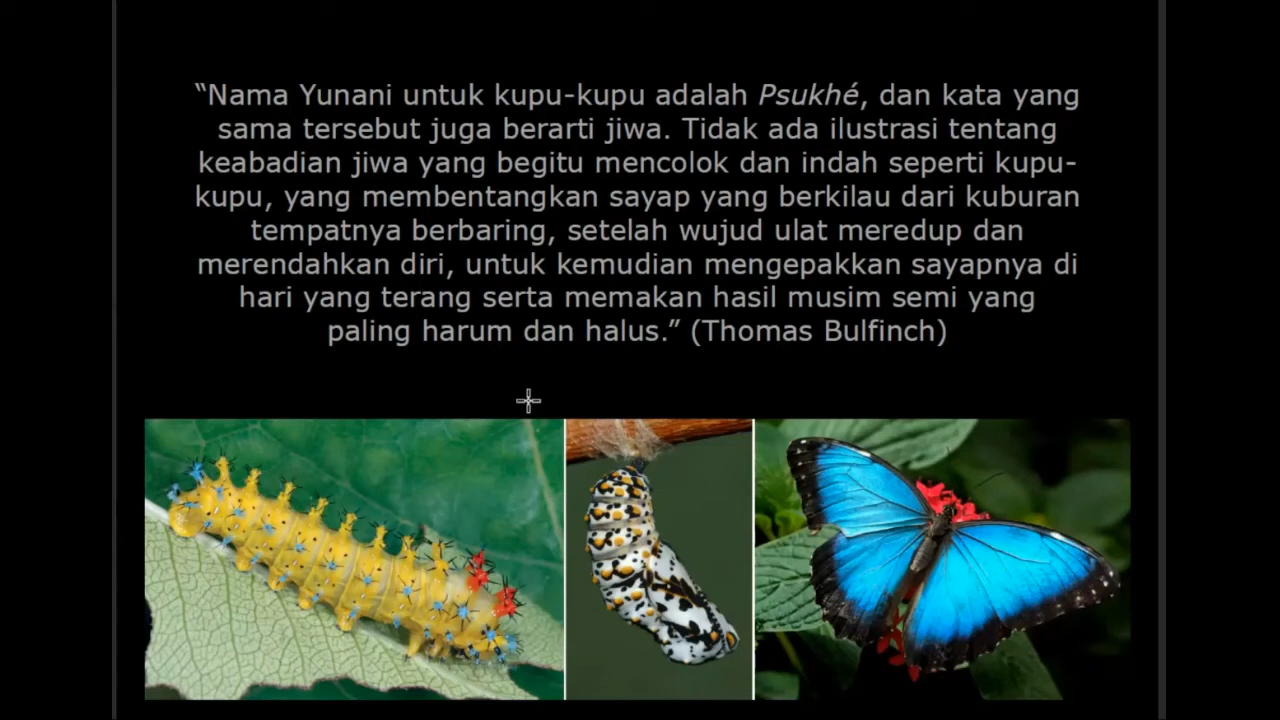 “Nama Yunani untuk kupu-kupu adalah Psukhé, dan kata yang
sama tersebut juga berarti jiwa. Tidak ada ilustrasi tentang
keabadian jiwa yang begitu mencolok dan indah seperti kupu-
kupu, yang membentangkan sayap yang berkilau dari kuburan
tempatnya berbaring, setelah wujud ulat meredup dan
merendahkan diri, untuk kemudian mengepakkan sayapnya di
hari yang terang serta memakan hasil musim semi yang
paling harum dan halus.” (Thomas Bulfinch)